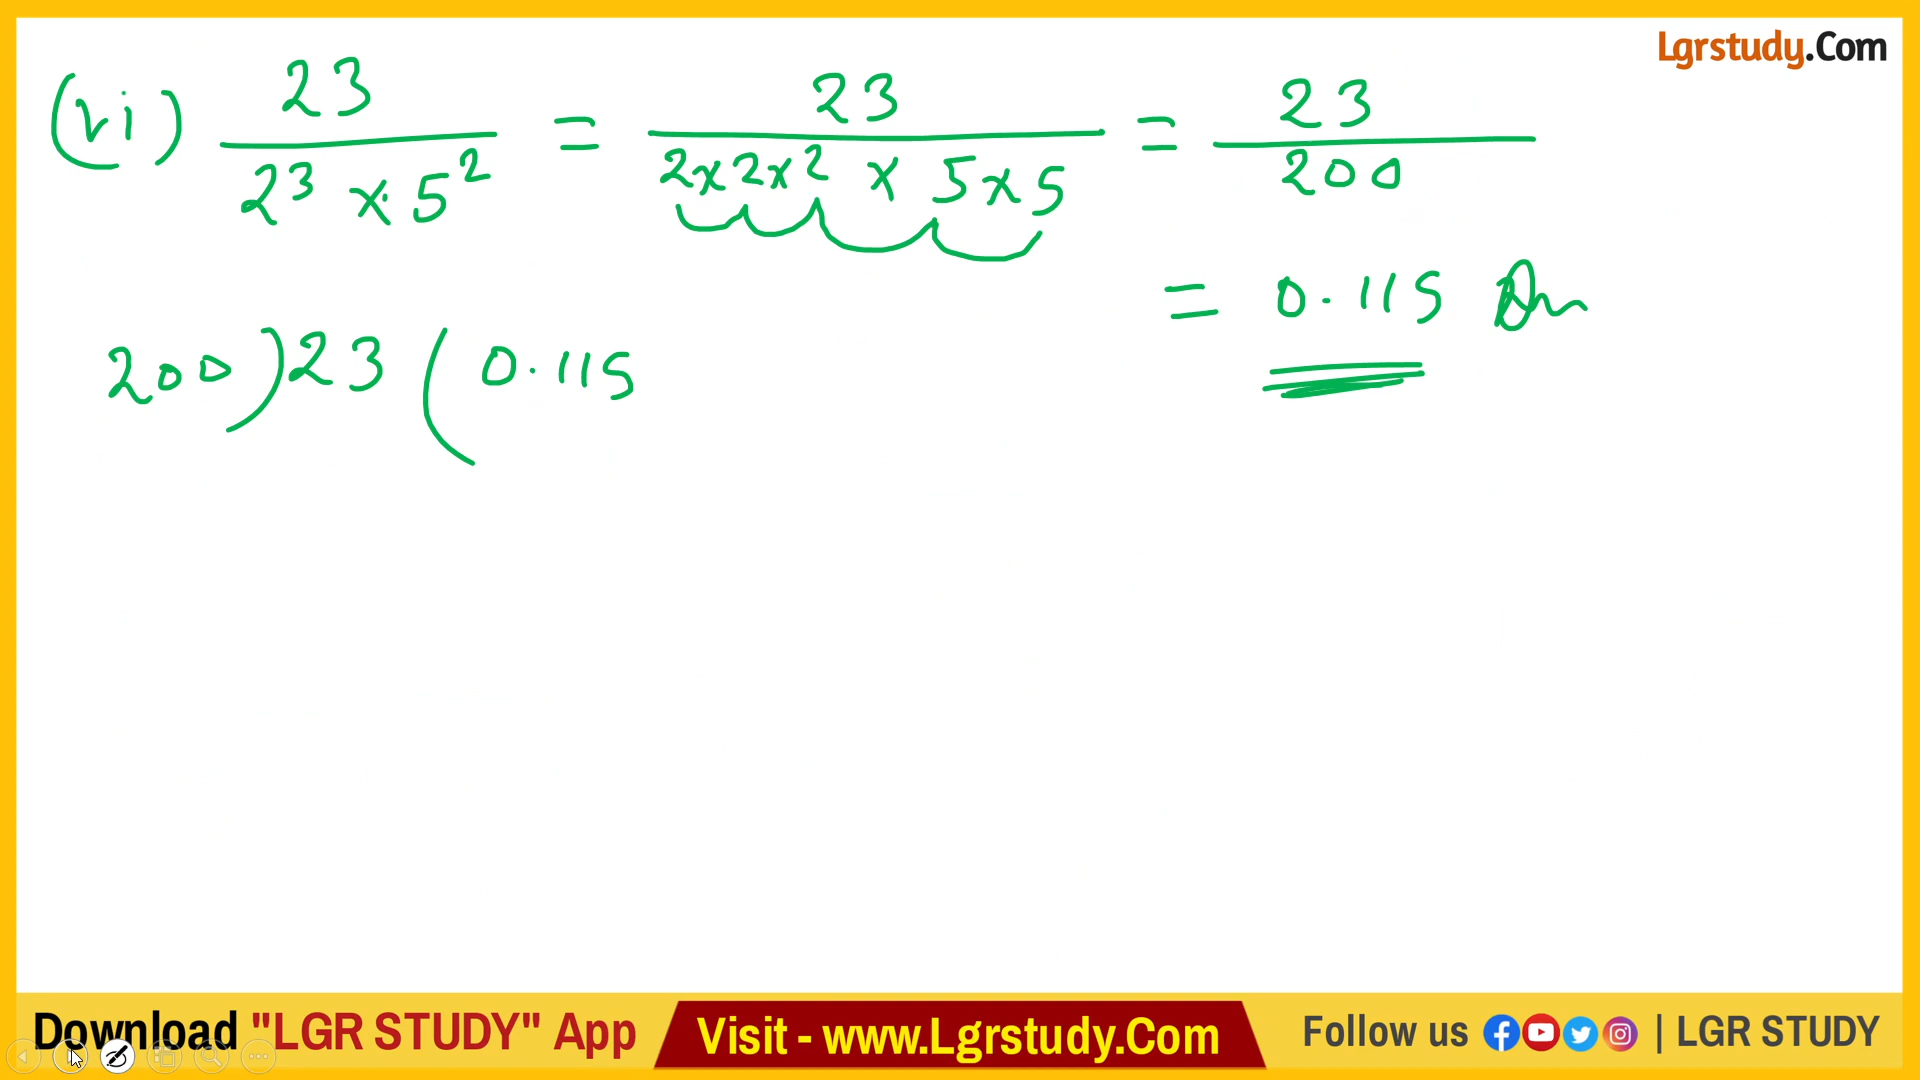 Lgrstudy.Com
(vi) 23 / 2³ × 5² = 23 / 2×2×2 × 5×5 = 23 / 200
= 0.115 An
200)23(0.115
Download "LGR STUDY" App
Visit - www.Lgrstudy.Com
Follow us | LGR STUDY